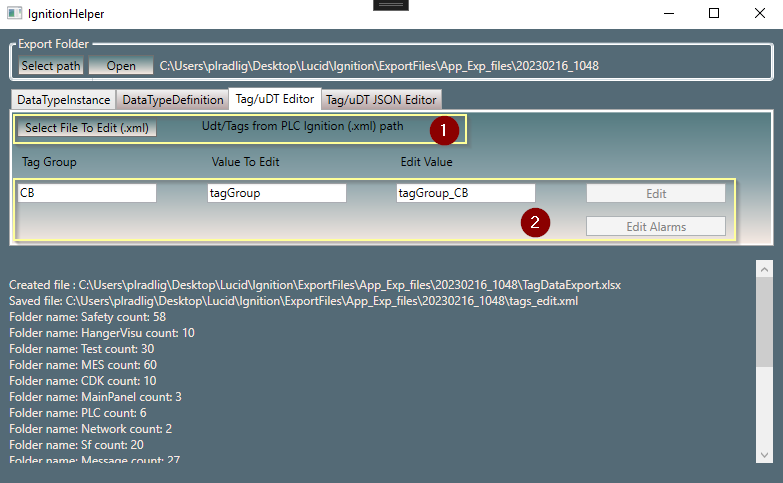 IgnitionHelper
Export Folder
Select path Open C:\Users\plradlig\Desktop\Lucid\Ignition\ExportFiles\App_Exp_files\20230216_1048
DataTypeInstance DataTypeDefinition Tag/uDT Editor Tag/uDT JSON Editor
Select File To Edit (.xml) Udt/Tags from PLC Ignition (.xml) path 1
Tag Group Value To Edit Edit Value
CB tagGroup tagGroup_CB Edit
2 Edit Alarms
Created file : C:\Users\plradlig\Desktop\Lucid\Ignition\ExportFiles\App_Exp_files\20230216_1048\TagDataExport.xlsx
Saved file: C:\Users\plradlig\Desktop\Lucid\Ignition\ExportFiles\App_Exp_files\20230216_1048\tags_edit.xml
Folder name: Safety count: 58
Folder name: HangerVisu count: 10
Folder name: Test count: 30
Folder name: MES count: 60
Folder name: CDK count: 10
Folder name: MainPanel count: 3
Folder name: PLC count: 6
Folder name: Network count: 2
Folder name: Sf count: 20
Folder name: Message count: 27